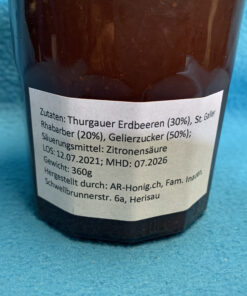 Zutaten: Thurgauer Erdbeeren (30%), St. Galler
Rhabarber (20%), Gelierzucker (50%);
Säuerungsmittel: Zitronensäure
LOS: 12.07.2021; MHD: 07.2026
Gewicht: 360g
Hergestellt durch: AR-Honig.ch, Fam.
Schwellbrunnerstr. 6a, Herisau